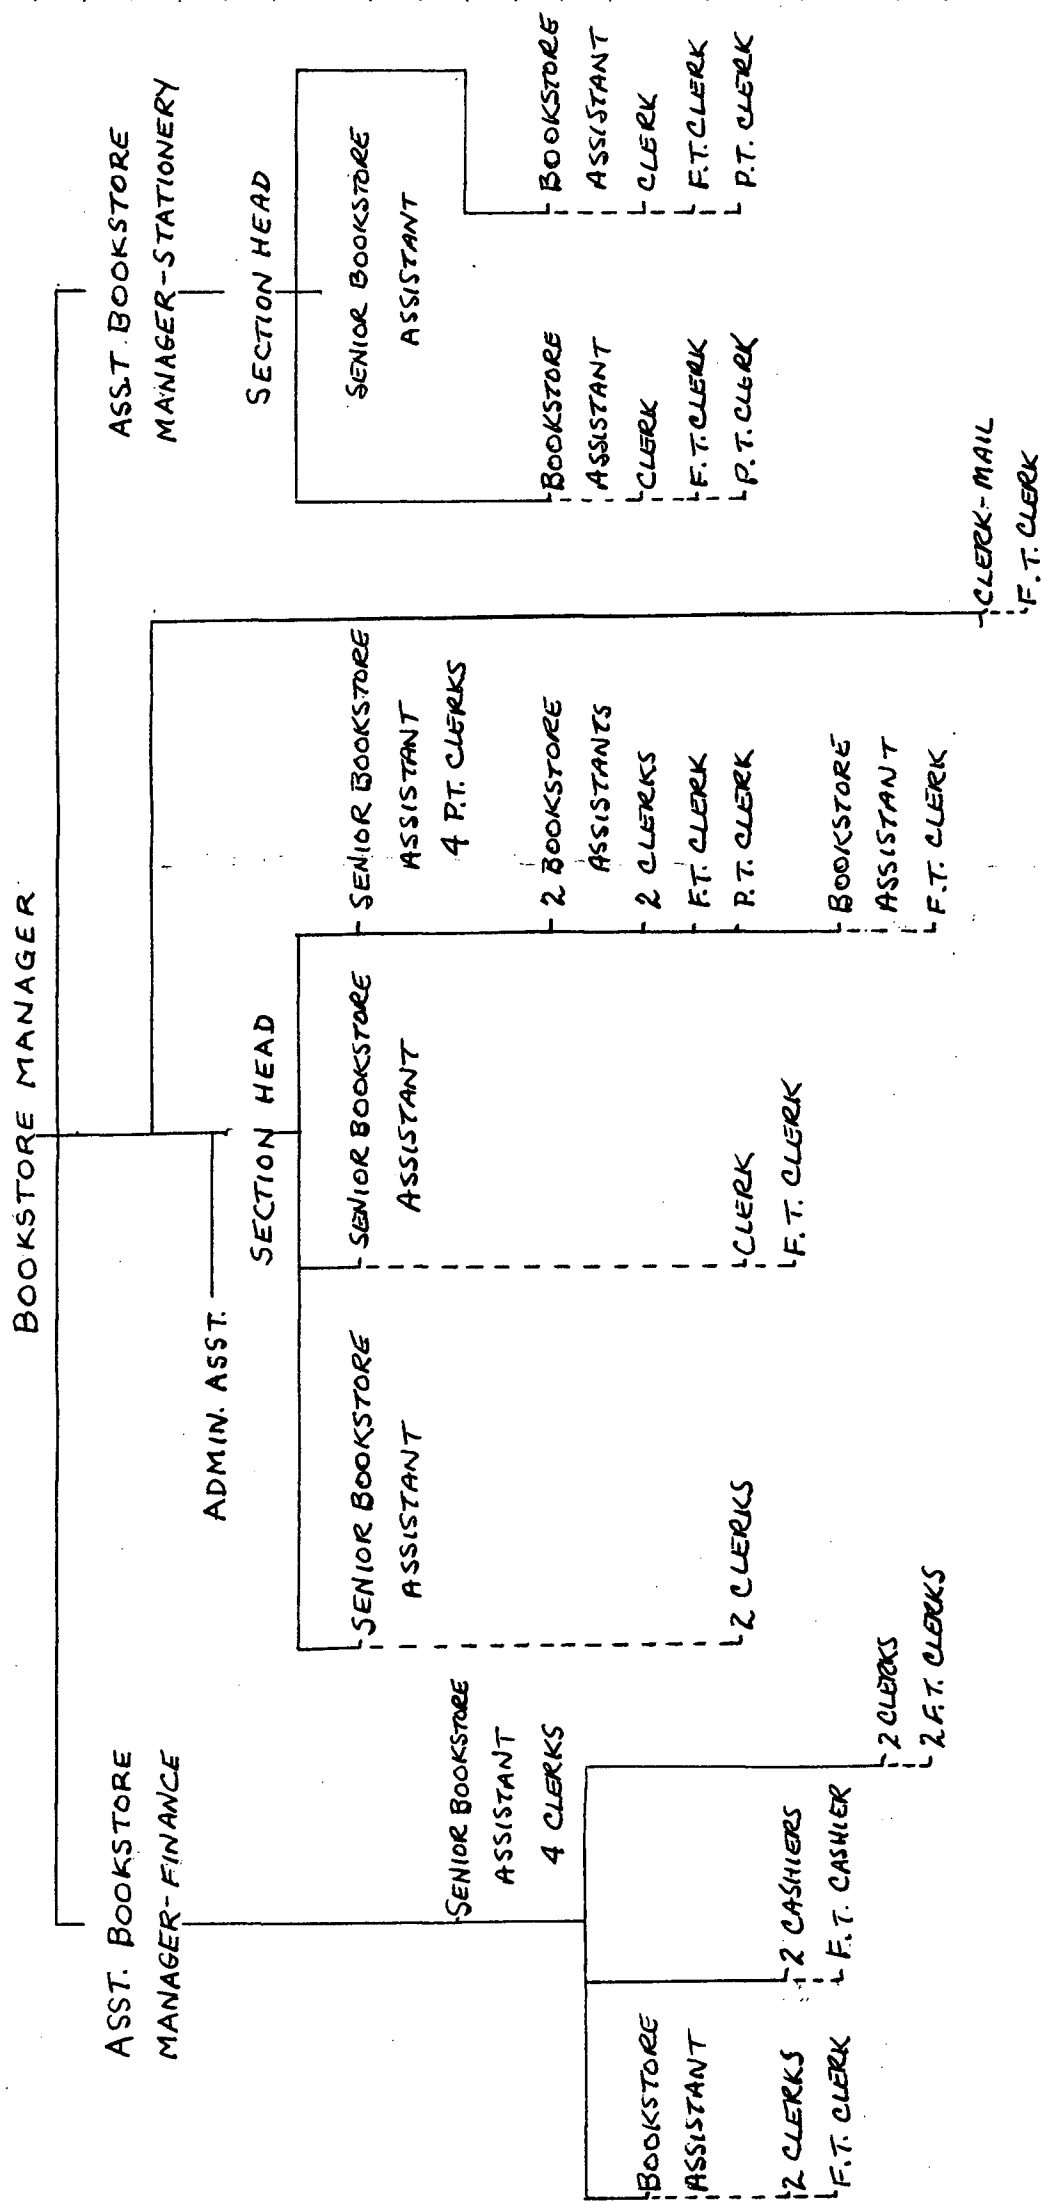 BOOKSTORE MANAGER
ASST. BOOKSTORE
MANAGER-FINANCE
SENIOR BOOKSTORE
ASSISTANT
4 CLERKS
BOOKSTORE
ASSISTANT
2 CLERKS
F.T. CLERK
2 CASHIERS
F.T. CASHIER
2 CLERKS
2 F.T. CLERKS
ADMIN. ASST.
SECTION HEAD
SENIOR BOOKSTORE
ASSISTANT
2 CLERKS
SENIOR BOOKSTORE
ASSISTANT
CLERK
F.T. CLERK
SENIOR BOOKSTORE
ASSISTANT
4 P.T. CLERKS
2 BOOKSTORE
ASSISTANTS
2 CLERKS
F.T. CLERK
P.T. CLERK
BOOKSTORE
ASSISTANT
F.T. CLERK
CLERK-MAIL
F.T. CLERK
ASS.T. BOOKSTORE
MANAGER-STATIONERY
SECTION HEAD
SENIOR BOOKSTORE
ASSISTANT
BOOKSTORE
ASSISTANT
CLERK
F.T. CLERK
P.T. CLERK
BOOKSTORE
ASSISTANT
CLERK
F.T. CLERK
P.T. CLERK